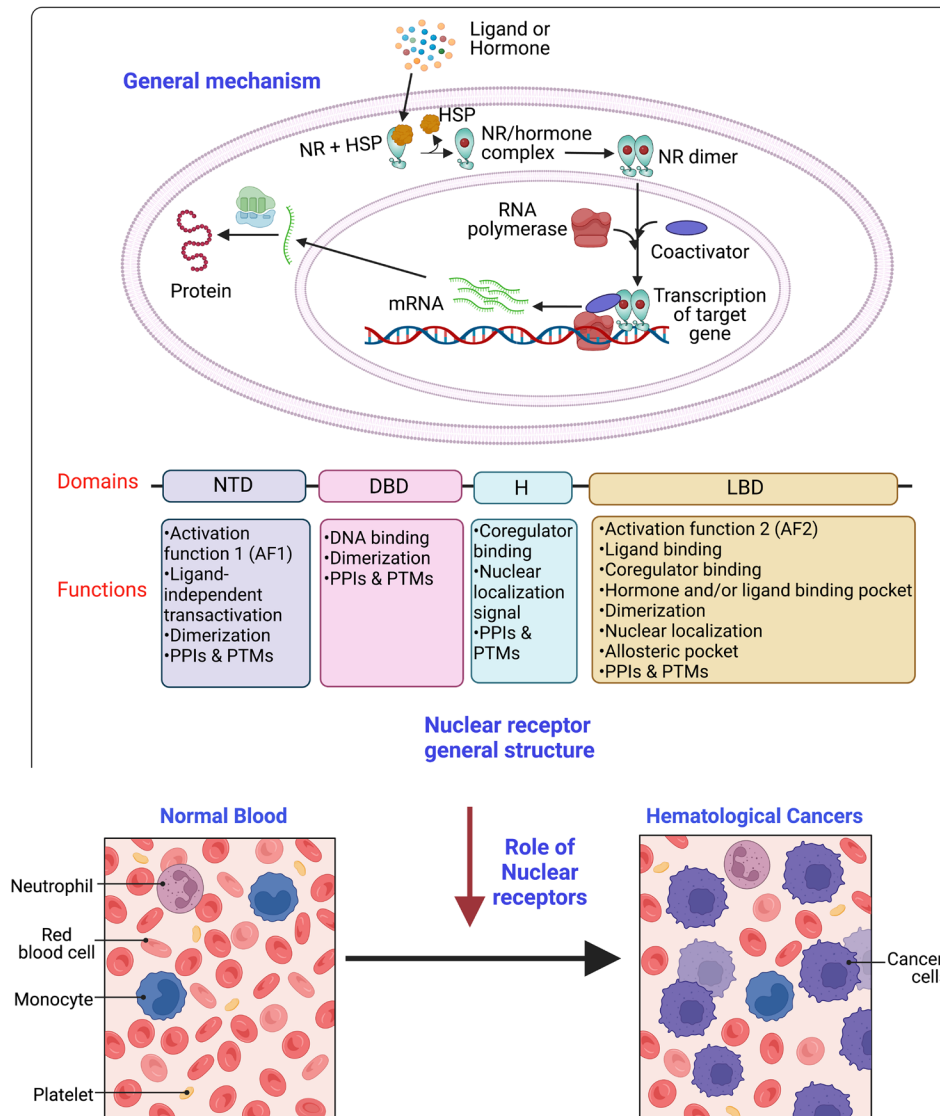 Ligand or
Hormone
General mechanism
HSP
NR + HSP
NR/hormone
complex
NR dimer
RNA
polymerase
Coactivator
Protein
mRNA
Transcription
of target
gene
Domains
NTD
DBD
H
LBD
Functions
•Activation
function 1 (AF1)
•Ligand-
independent
transactivation
•Dimerization
•PPIs & PTMs
•DNA binding
•Dimerization
•PPIs & PTMs
•Coregulator
binding
•Nuclear
localization
signal
•PPIs &
PTMs
•Activation function 2 (AF2)
•Ligand binding
•Coregulator binding
•Hormone and/or ligand binding pocket
•Dimerization
•Nuclear localization
•Allosteric pocket
•PPIs & PTMs
Nuclear receptor
general structure
Normal Blood
Hematological Cancers
Role of
Nuclear
receptors
Neutrophil
Red
blood cell
Monocyte
Platelet
Cancer
cell